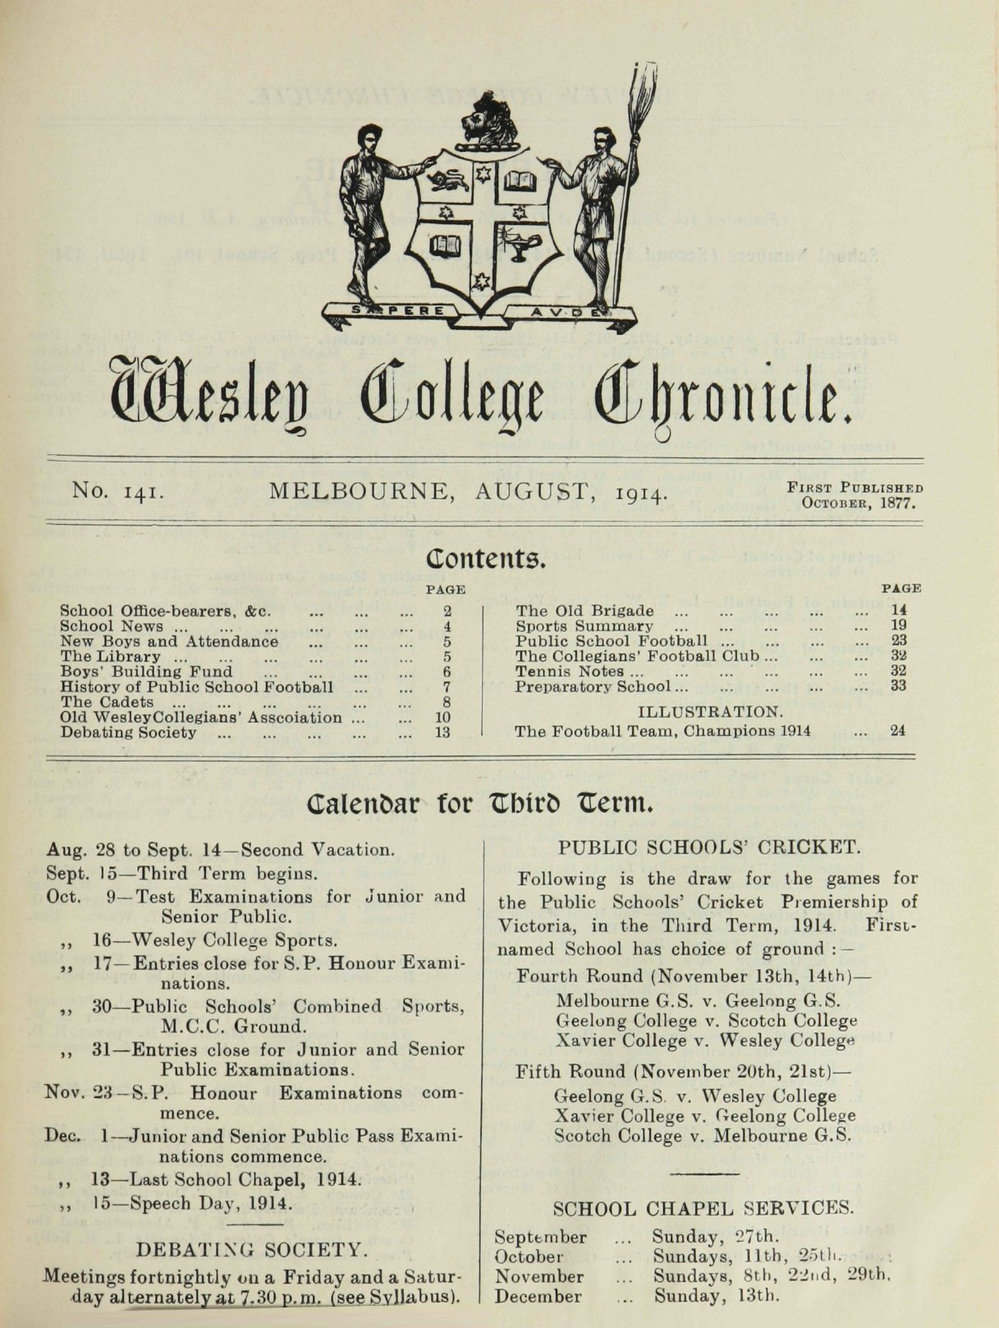 SAPERE AVDE
Wesley College Chronicle.
No. 141. MELBOURNE, AUGUST, 1914. First Published
October, 1877.
Contents.
PAGE
School Office-bearers, &c. ... ... ... 2
School News ... ... ... ... ... ... 4
New Boys and Attendance ... ... ... 5
The Library ... ... ... ... ... ... 5
Boys' Building Fund ... ... ... ... 6
History of Public School Football ... ... 7
The Cadets ... ... ... ... ... ... 8
Old WesleyCollegians' Asscoiation ... ... 10
Debating Society ... ... ... ... ... 13
PAGE
The Old Brigade ... ... ... ... ... 14
Sports Summary ... ... ... ... ... 19
Public School Football ... ... ... ... 23
The Collegians' Football Club ... ... ... 32
Tennis Notes ... ... ... ... ... ... 32
Preparatory School ... ... ... ... ... 33
ILLUSTRATION.
The Football Team, Champions 1914 ... 24
Calendar for Third Term.
Aug. 28 to Sept. 14—Second Vacation.
Sept. 15—Third Term begins.
Oct. 9—Test Examinations for Junior and
Senior Public.
,, 16—Wesley College Sports.
,, 17—Entries close for S.P. Honour Exami-
nations.
,, 30—Public Schools' Combined Sports,
M.C.C. Ground.
,, 31—Entries close for Junior and Senior
Public Examinations.
Nov. 23—S.P. Honour Examinations com-
mence.
Dec. 1—Junior and Senior Public Pass Exami-
nations commence.
,, 13—Last School Chapel, 1914.
,, 15—Speech Day, 1914.
DEBATING SOCIETY.
Meetings fortnightly on a Friday and a Satur-
day alternately at 7.30 p.m. (see Syllabus).
PUBLIC SCHOOLS' CRICKET.
Following is the draw for the games for
the Public Schools' Cricket Premiership of
Victoria, in the Third Term, 1914. First-
named School has choice of ground :—
Fourth Round (November 13th, 14th)—
Melbourne G.S. v. Geelong G.S.
Geelong College v. Scotch College
Xavier College v. Wesley College
Fifth Round (November 20th, 21st)—
Geelong G.S. v. Wesley College
Xavier College v. Geelong College
Scotch College v. Melbourne G.S.
SCHOOL CHAPEL SERVICES.
September ... Sunday, 27th.
October ... Sundays, 11th, 25th.
November ... Sundays, 8th, 22nd, 29th.
December ... Sunday, 13th.